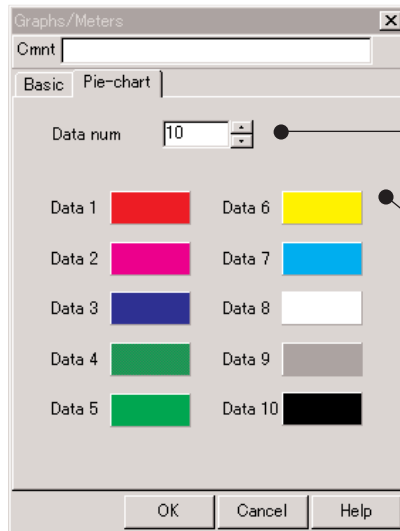 Graphs/Meters
Cmnt
Basic Pie-chart
Data num 10
Data 1 Data 6
Data 2 Data 7
Data 3 Data 8
Data 4 Data 9
Data 5 Data 10
OK Cancel Help